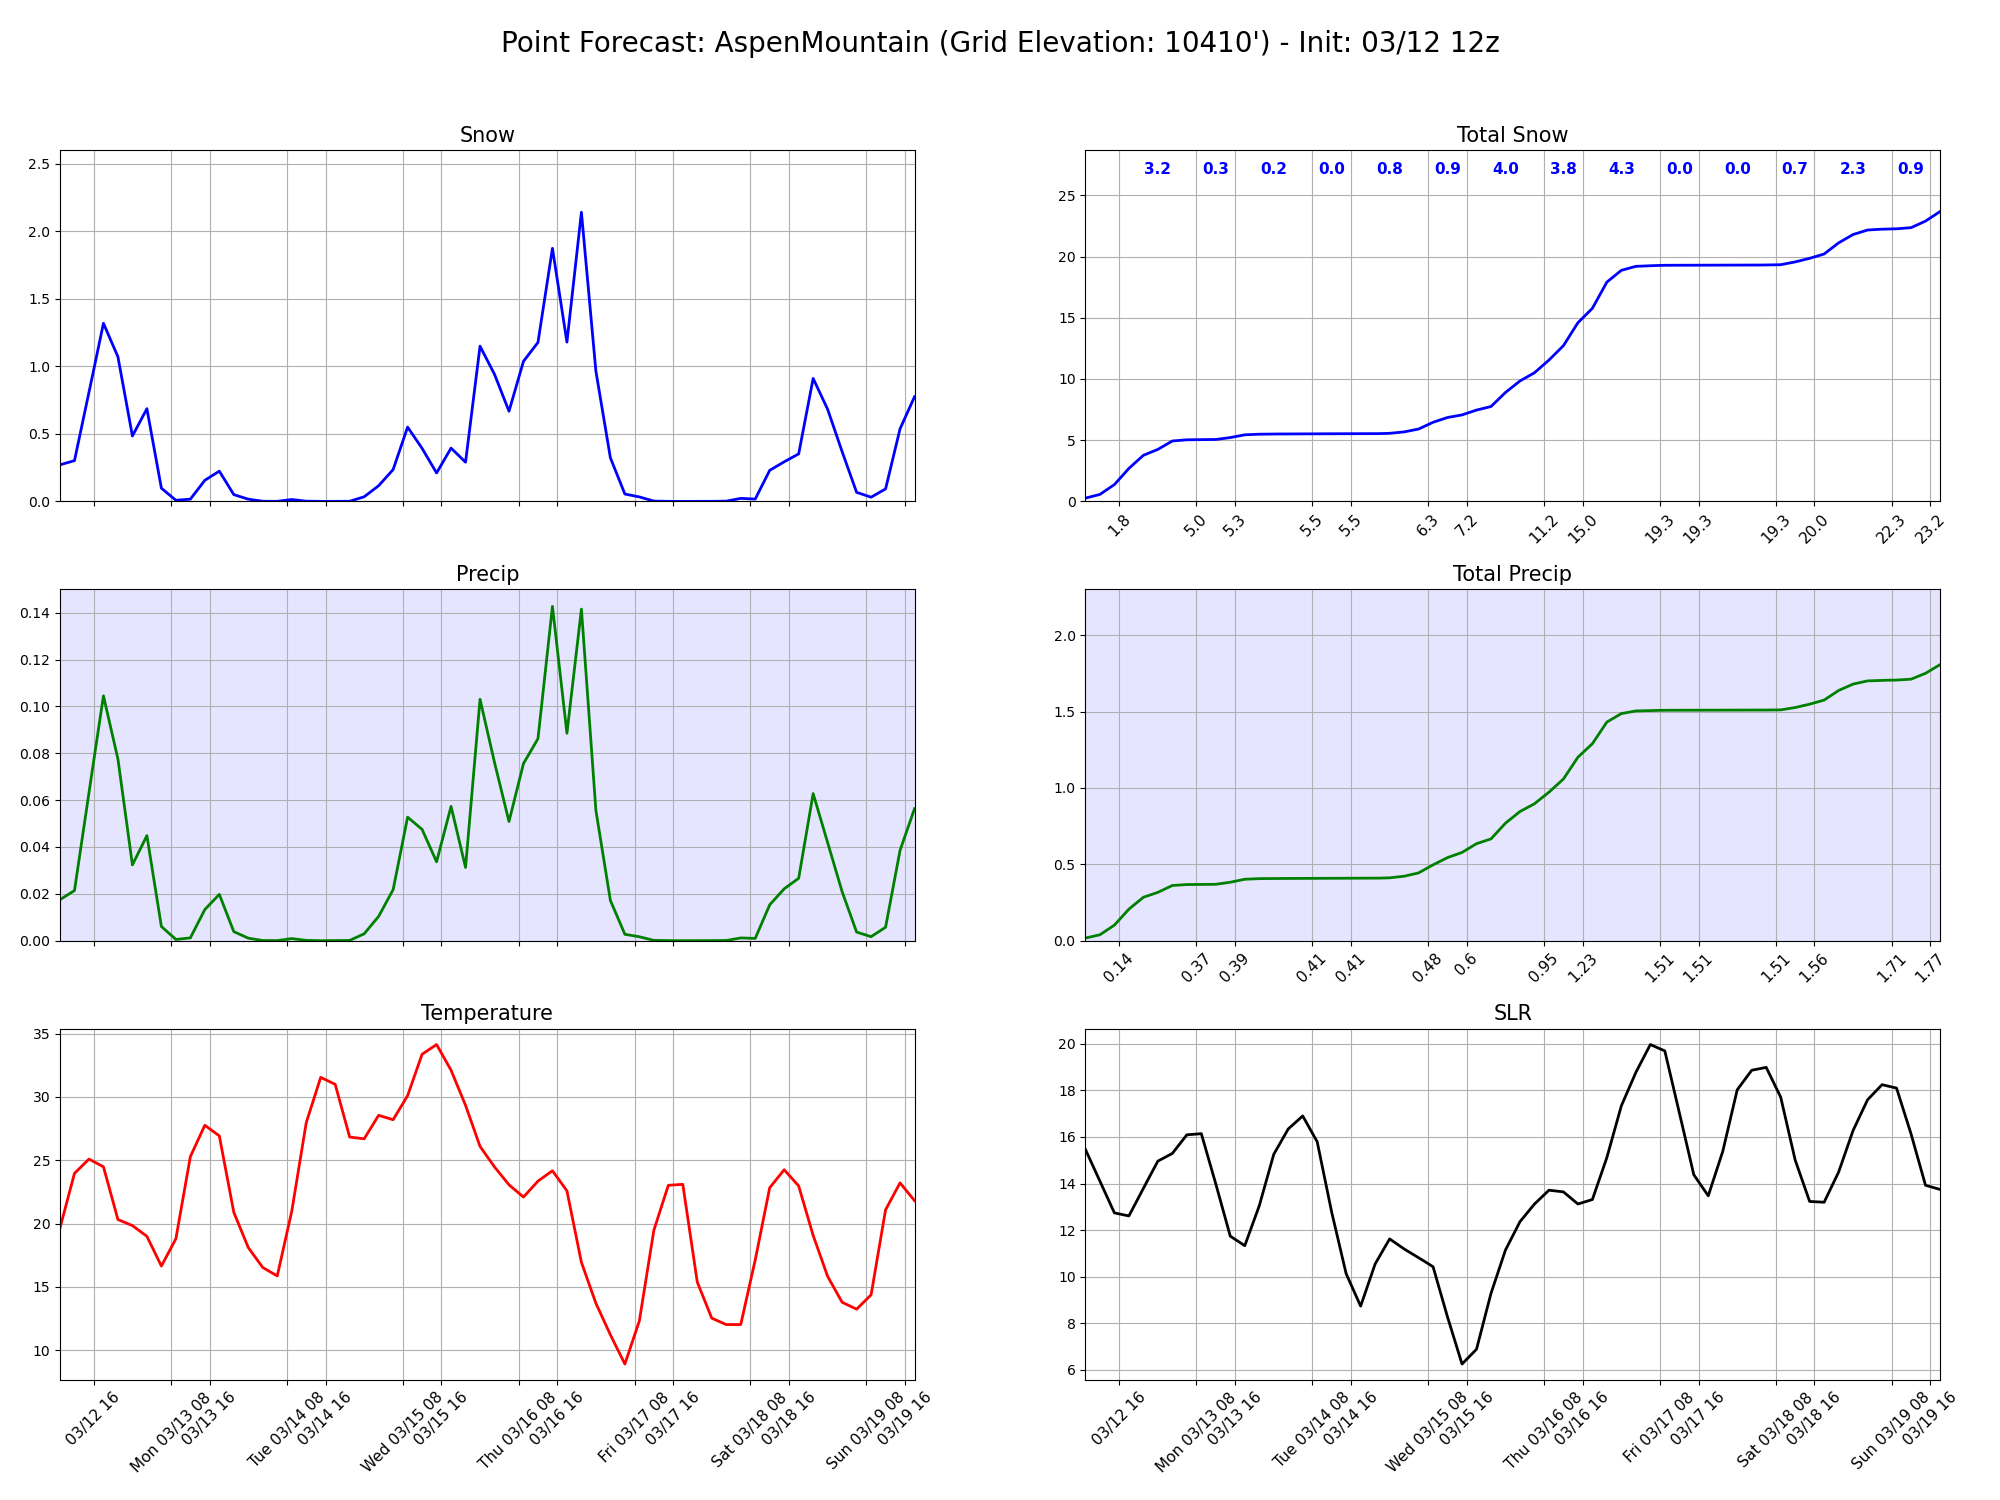 Point Forecast: AspenMountain (Grid Elevation: 10410') - Init: 03/12 12z
Snow
2.5
2.0
1.5
1.0
0.5
0.0
Total Snow
3.2 0.3 0.2 0.0 0.8 0.9 4.0 3.8 4.3 0.0 0.0 0.7 2.3 0.9
25
20
15
10
5
0
1.8 5.0 5.3 5.5 5.5 6.3 7.2 11.2 15.0 19.3 19.3 19.3 20.0 22.3 23.2
Precip
0.14
0.12
0.10
0.08
0.06
0.04
0.02
0.00
Total Precip
2.0
1.5
1.0
0.5
0.0
0.14 0.37 0.39 0.41 0.41 0.48 0.6 0.95 1.23 1.51 1.51 1.51 1.56 1.71 1.77
Temperature
35
30
25
20
15
10
03/12 16
Mon 03/13 08
03/13 16
Tue 03/14 08
03/14 16
Wed 03/15 08
03/15 16
Thu 03/16 08
03/16 16
Fri 03/17 08
03/17 16
Sat 03/18 08
03/18 16
Sun 03/19 08
03/19 16
SLR
20
18
16
14
12
10
8
6
03/12 16
Mon 03/13 08
03/13 16
Tue 03/14 08
03/14 16
Wed 03/15 08
03/15 16
Thu 03/16 08
03/16 16
Fri 03/17 08
03/17 16
Sat 03/18 08
03/18 16
Sun 03/19 08
03/19 16